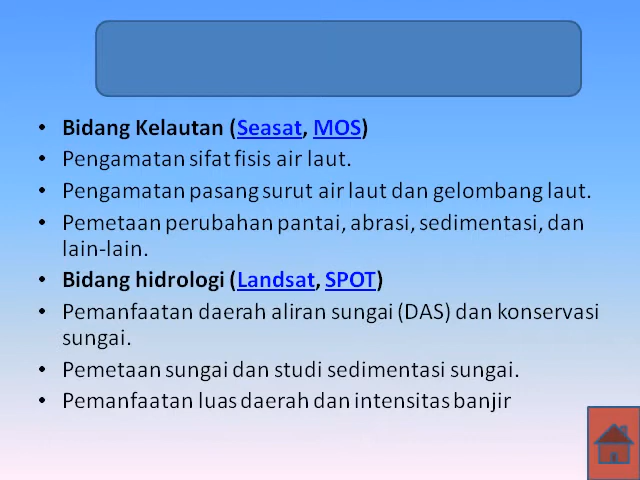 • Bidang Kelautan (Seasat, MOS)
• Pengamatan sifat fisis air laut.
• Pengamatan pasang surut air laut dan gelombang laut.
• Pemetaan perubahan pantai, abrasi, sedimentasi, dan
lain-lain.
• Bidang hidrologi (Landsat, SPOT)
• Pemanfaatan daerah aliran sungai (DAS) dan konservasi
sungai.
• Pemetaan sungai dan studi sedimentasi sungai.
• Pemanfaatan luas daerah dan intensitas banjir